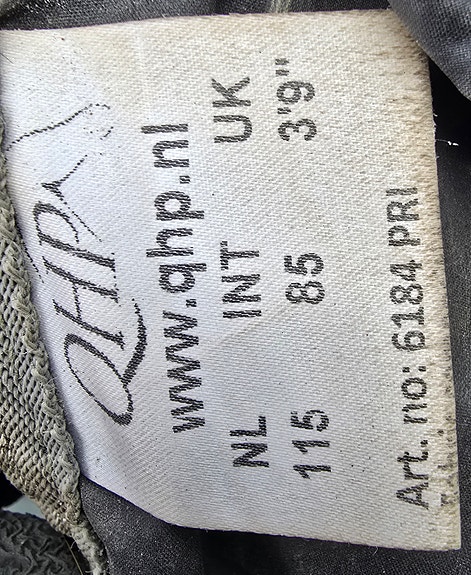 QHP
www.qhp.nl
NL INT UK
115 85 3'9"
Art. no: 6184 PRI